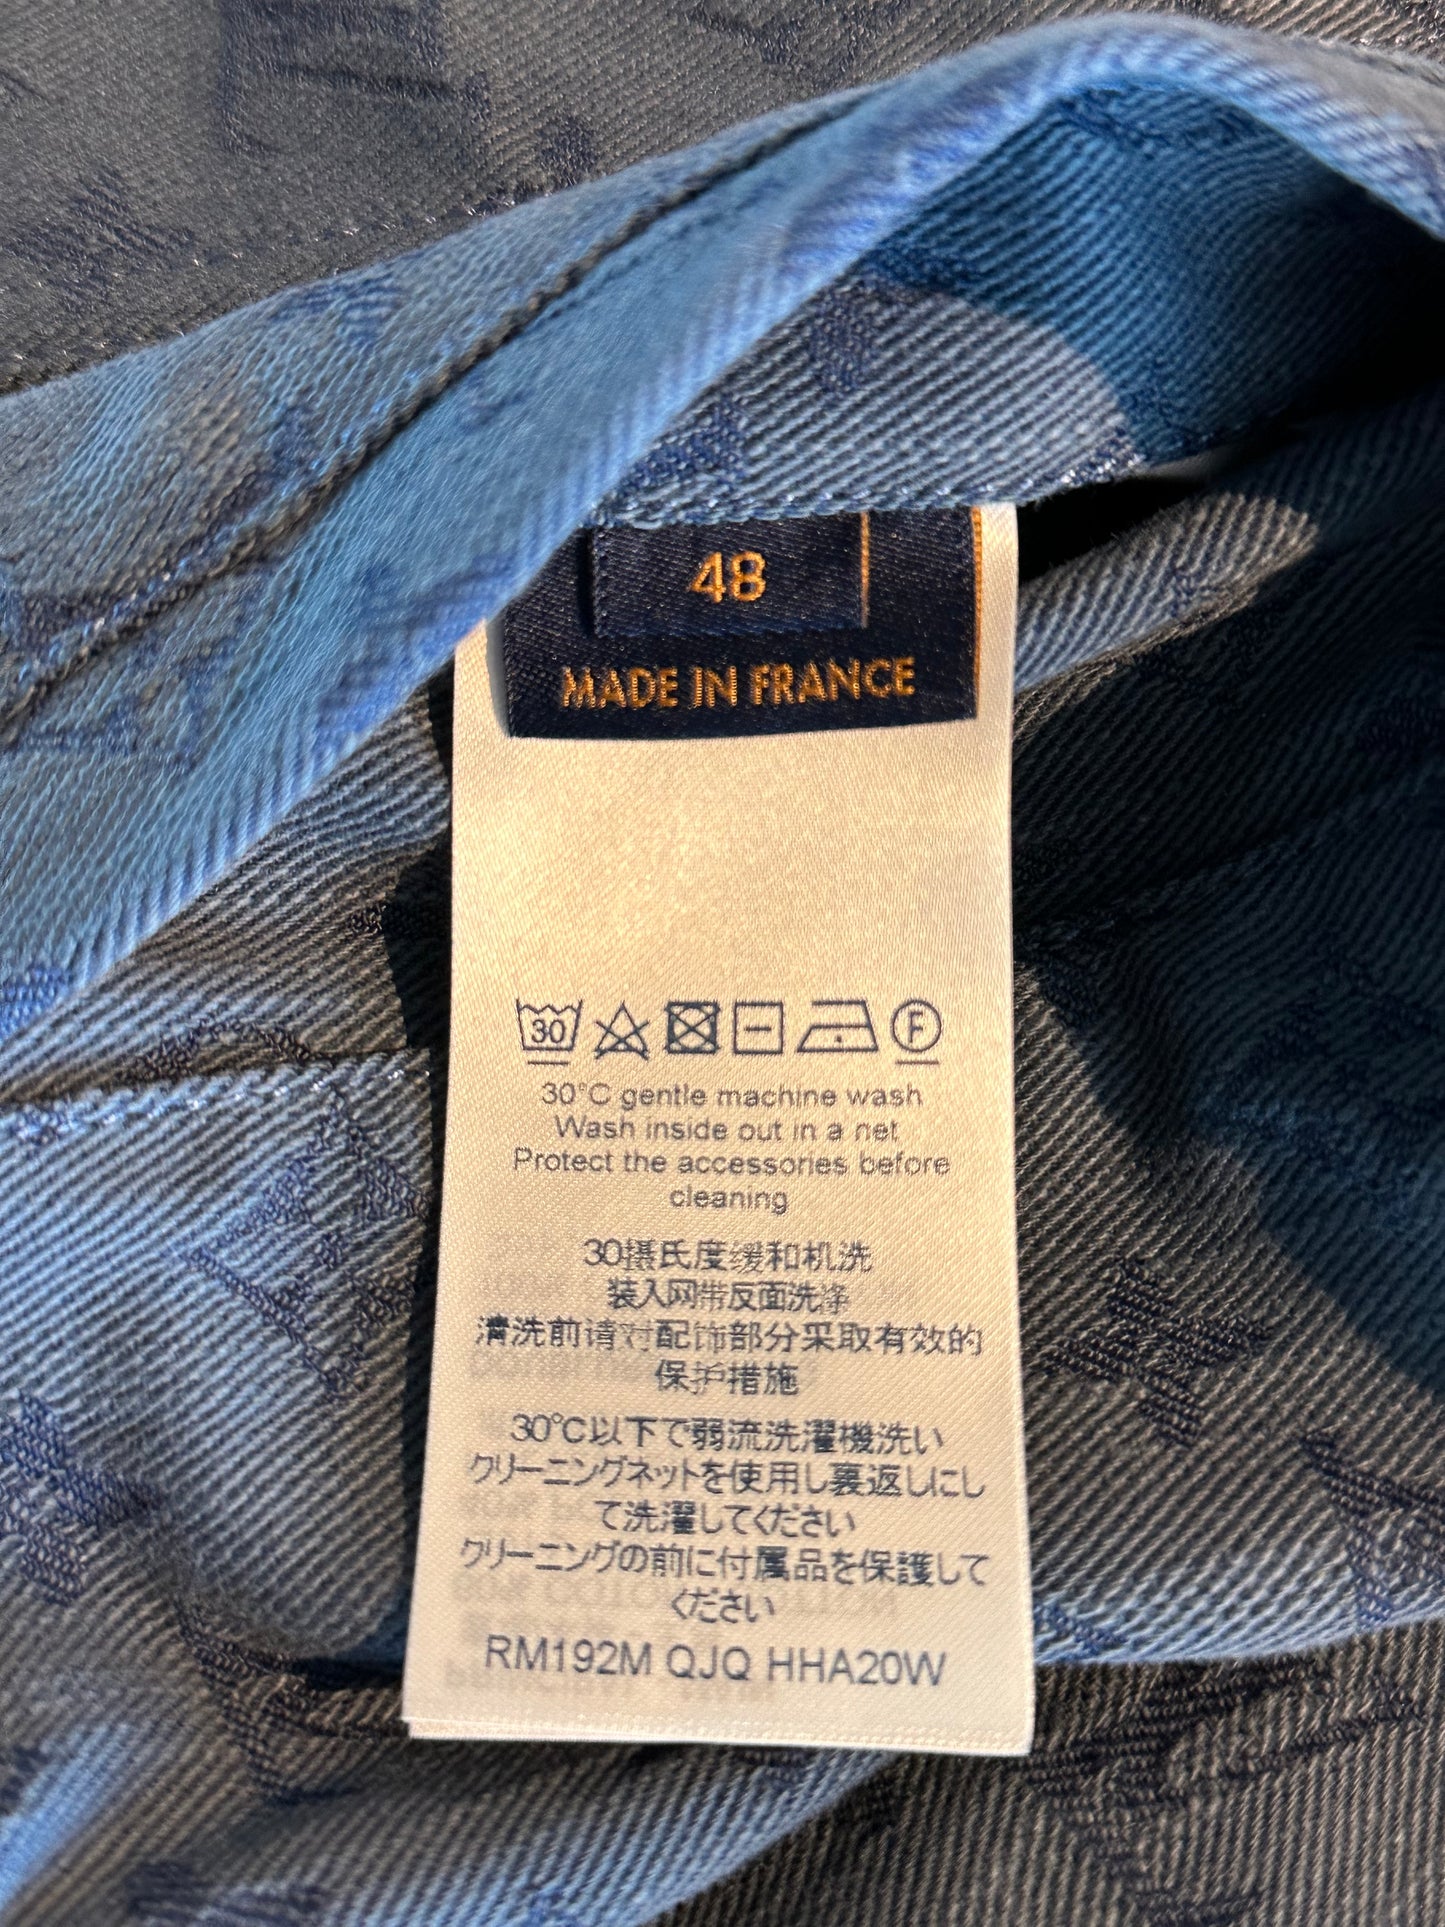 48
MADE IN FRANCE
30 F
30°C gentle machine wash
Wash inside out in a net
Protect the accessories before
cleaning
30摄氏度缓和机洗
装入网带反面洗涤
清洗前请对配饰部分采取有效的
保护措施
30°C以下で弱流洗濯機洗い
クリーニングネットを使用し裏返しにし
て洗濯してください
クリーニングの前に付属品を保護して
ください
RM192M QJQ HHA20W